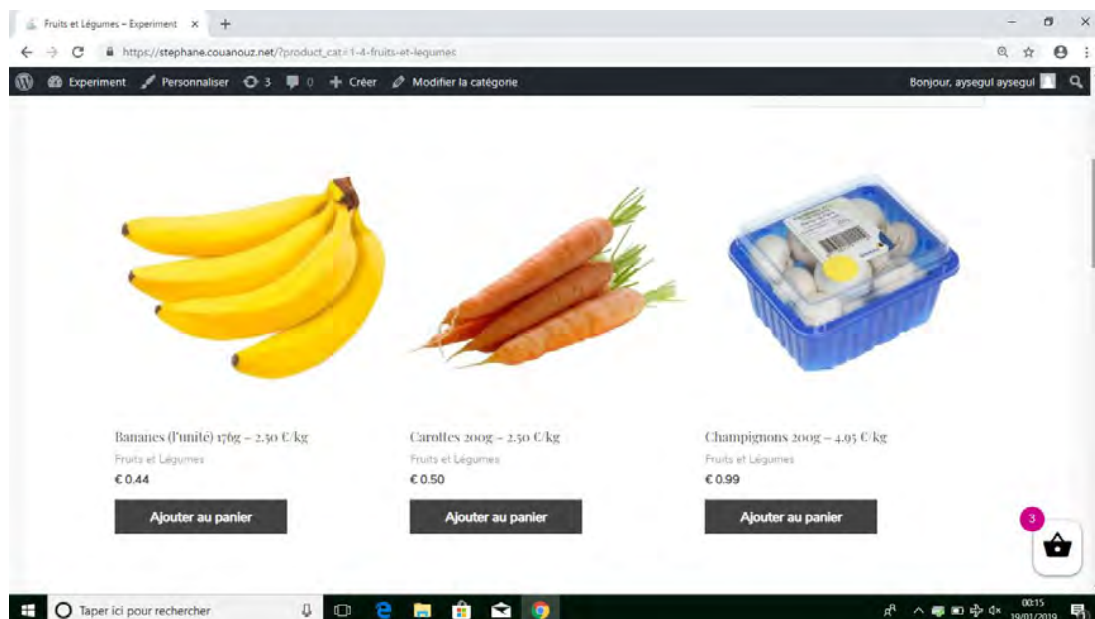 Fruits et Légumes – Experiment
https://stephane.couanouz.net/?product_cat=1-4-fruits-et-legumes
Experiment Personnaliser 3 0 Créer Modifier la catégorie Bonjour, aysegul aysegul
Bananes (l'unité) 176g – 2.50 €/kg
Fruits et Légumes
€ 0.44
Ajouter au panier
Carottes 200g – 2.50 €/kg
Fruits et Légumes
€ 0.50
Ajouter au panier
Champignons 200g – 4.95 €/kg
Fruits et Légumes
€ 0.99
Ajouter au panier
3
Taper ici pour rechercher
00:15
19/01/2019